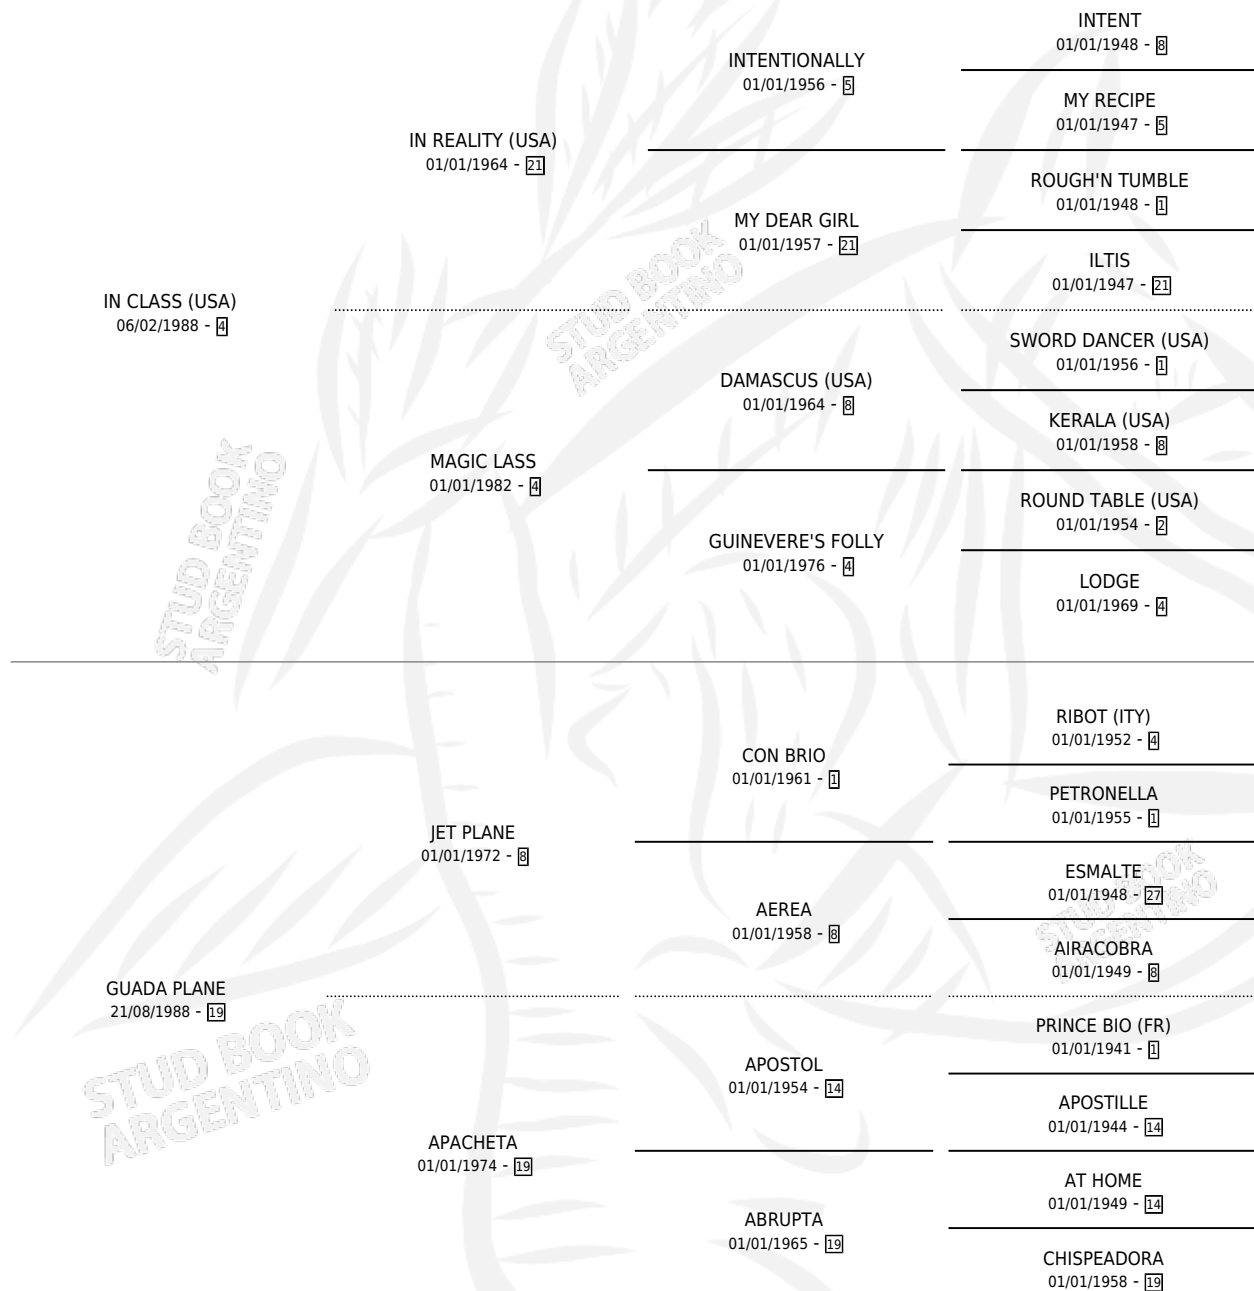 INTENT
01/01/1948 - 8
INTENTIONALLY
01/01/1956 - 5
MY RECIPE
01/01/1947 - 5
IN REALITY (USA)
01/01/1964 - 21
ROUGH'N TUMBLE
01/01/1948 - 1
MY DEAR GIRL
01/01/1957 - 21
ILTIS
01/01/1947 - 21
IN CLASS (USA)
06/02/1988 - 4
SWORD DANCER (USA)
01/01/1956 - 1
DAMASCUS (USA)
01/01/1964 - 8
KERALA (USA)
01/01/1958 - 8
MAGIC LASS
01/01/1982 - 4
ROUND TABLE (USA)
01/01/1954 - 2
GUINEVERE'S FOLLY
01/01/1976 - 4
LODGE
01/01/1969 - 4
RIBOT (ITY)
01/01/1952 - 4
CON BRIO
01/01/1961 - 1
PETRONELLA
01/01/1955 - 1
JET PLANE
01/01/1972 - 8
ESMALTE
01/01/1948 - 27
AEREA
01/01/1958 - 8
AIRACOBRA
01/01/1949 - 8
GUADA PLANE
21/08/1988 - 19
PRINCE BIO (FR)
01/01/1941 - 1
APOSTOL
01/01/1954 - 14
APOSTILLE
01/01/1944 - 14
APACHETA
01/01/1974 - 19
AT HOME
01/01/1949 - 14
ABRUPTA
01/01/1965 - 19
CHISPEADORA
01/01/1958 - 19
STUD BOOK
ARGENTINO
STUD BOOK
ARGENTINO
STUD BOOK
ARGENTINO
STUD BOOK
ARGENTINO